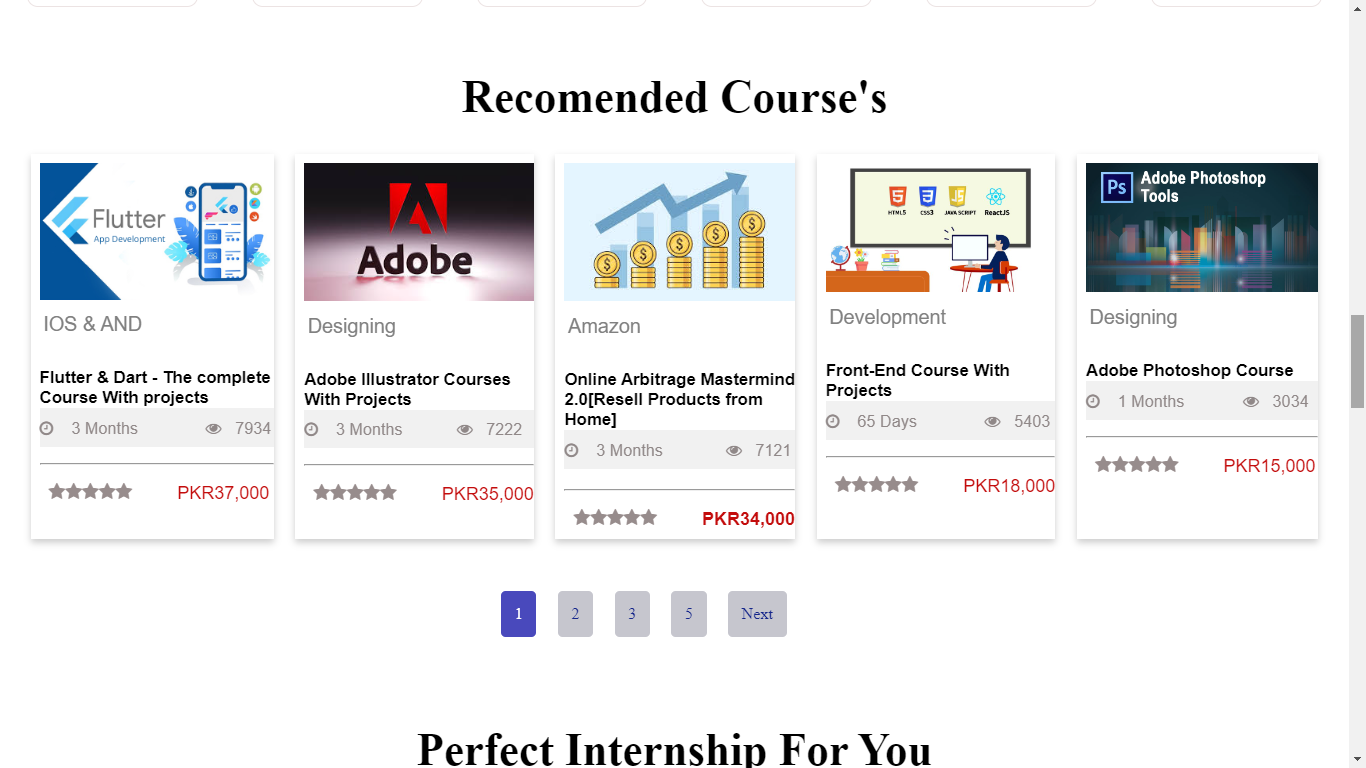 Recomended Course's
Flutter
App Development
IOS & AND
Flutter & Dart - The complete
Course With projects
3 Months 7934
PKR37,000
Adobe
Designing
Adobe Illustrator Courses
With Projects
3 Months 7222
PKR35,000
Amazon
Online Arbitrage Mastermind
2.0[Resell Products from
Home]
3 Months 7121
PKR34,000
HTML5 CSS3 JAVA SCRIPT ReactJS
Development
Front-End Course With
Projects
65 Days 5403
PKR18,000
Ps Adobe Photoshop
Tools
Designing
Adobe Photoshop Course
1 Months 3034
PKR15,000
1 2 3 5 Next
Perfect Internship For You